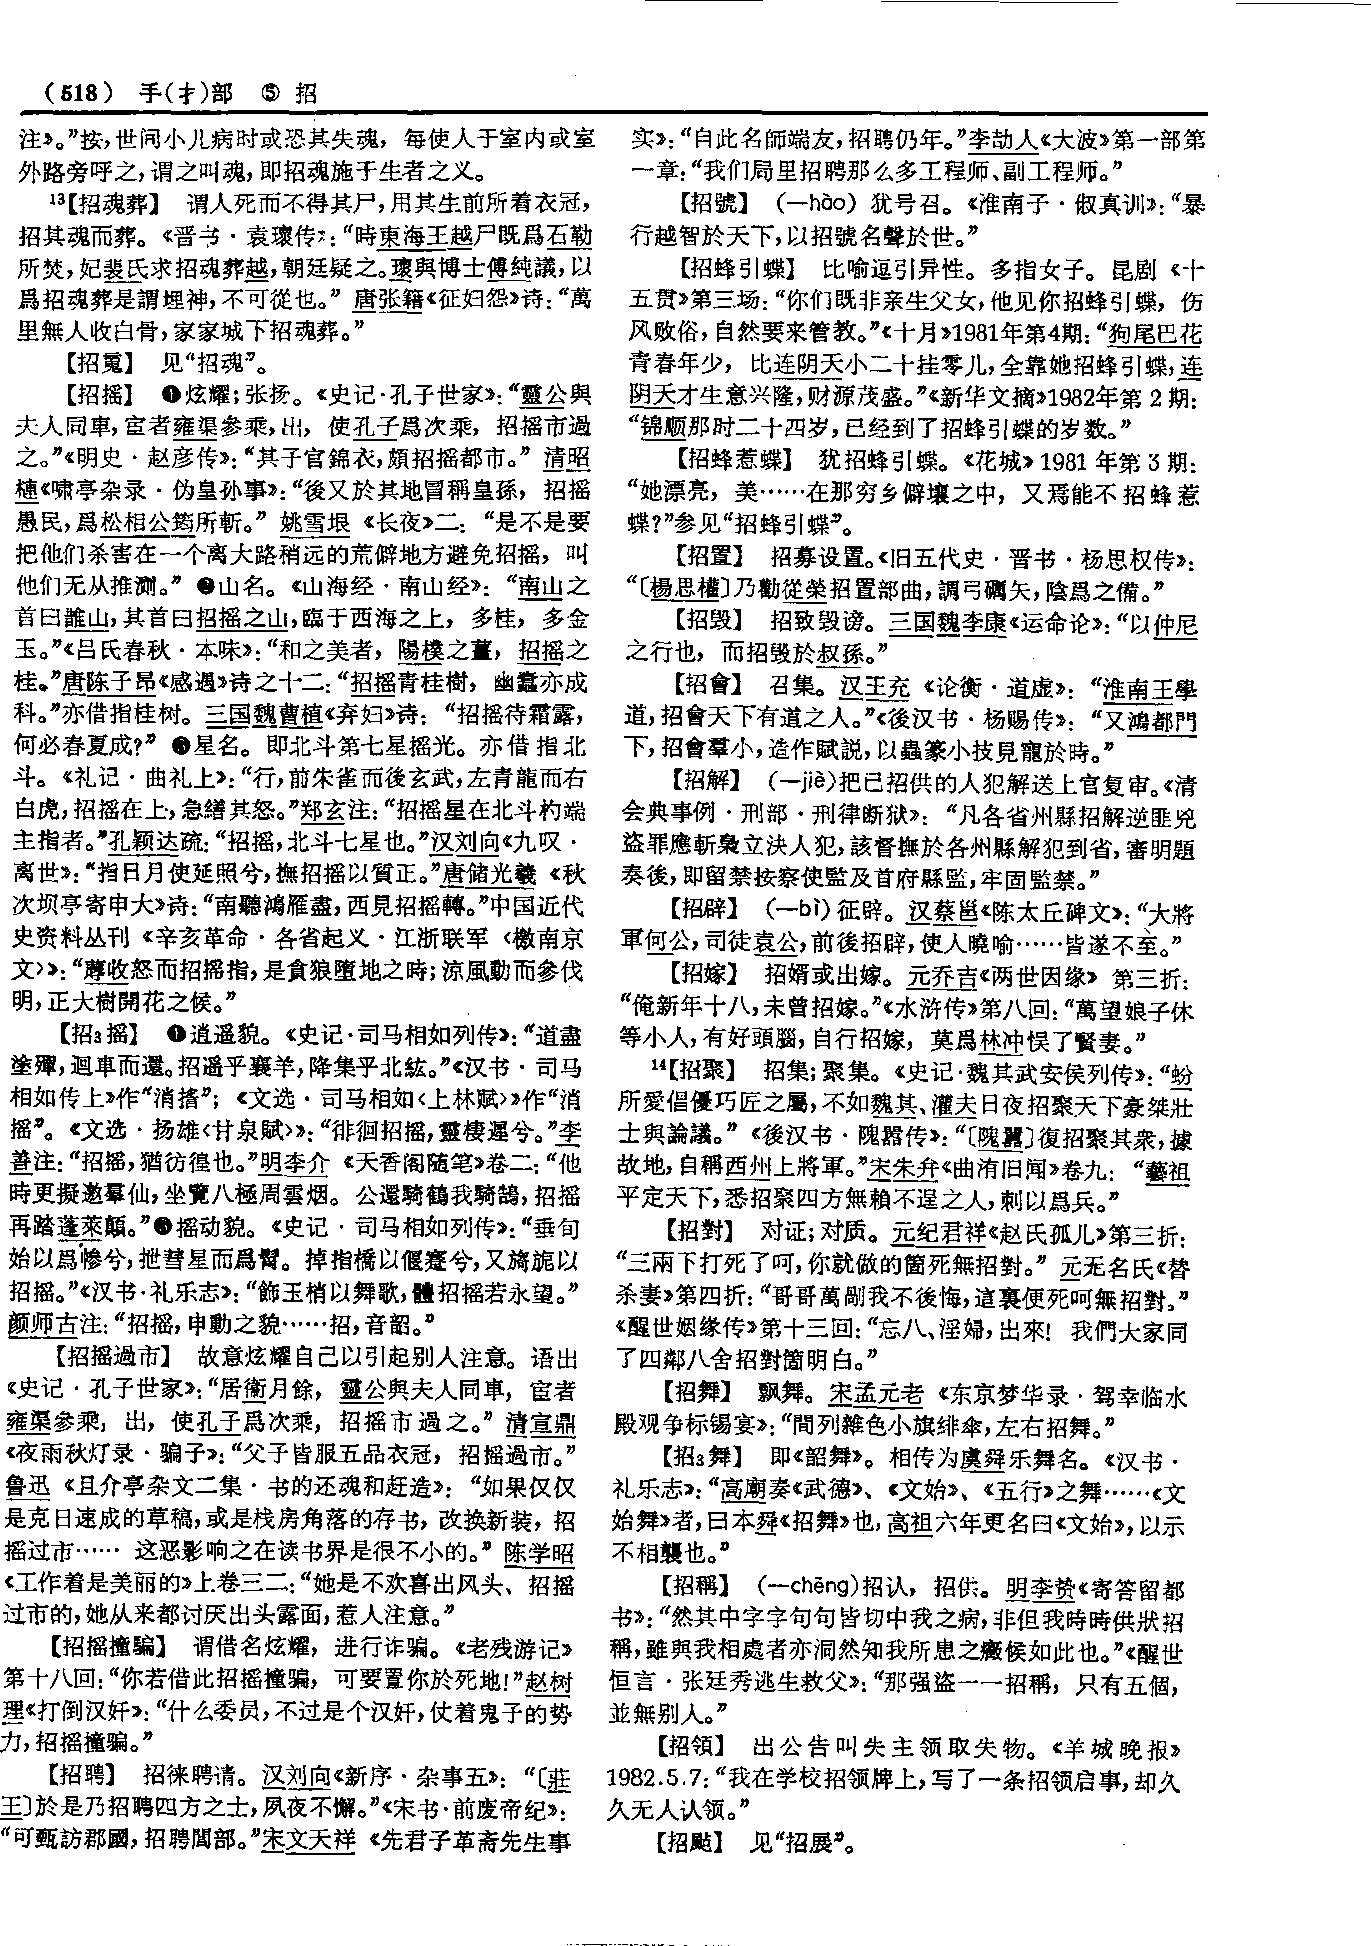 (518) 手(扌)部 ⑤ 招
注》。”按,世间小儿病时或恐其失魂，每使人于室内或室
外路旁呼之,谓之叫魂,即招魂施于生者之义。
13【招魂葬】 谓人死而不得其尸,用其生前所着衣冠，
招其魂而葬。《晋书·袁瓌传》:“時東海王越尸既爲石勒
所焚,妃裴氏求招魂葬越,朝廷疑之。瓌與博士傅純議,以
爲招魂葬是謂埋神,不可從也。” 唐张籍《征妇怨》诗:“萬
里無人收白骨,家家城下招魂葬。”
【招䰟】 见“招魂”。
【招摇】 ❶炫耀;张扬。《史记·孔子世家》:“靈公與
夫人同車,宦者雍渠参乘,出，使孔子爲次乘，招摇市過
之。”《明史·赵彦传》:“其子官錦衣,頗招摇都市。” 清昭
槤《啸亭杂录·伪皇孙事》:“後又於其地冒稱皇孫，招摇
愚民,爲松相公筠所斬。” 姚雪垠《长夜》二：“是不是要
把他们杀害在一个离大路稍远的荒僻地方避免招摇，叫
他们无从推测。” ❷山名。《山海经·南山经》：“南山之
首曰䧿山,其首曰招摇之山,臨于西海之上，多桂，多金
玉。”《吕氏春秋·本味》:“和之美者，陽樸之薑，招摇之
桂。”唐陈子昂《感遇》诗之十二:“招摇青桂樹，幽蠹亦成
科。”亦借指桂树。三国魏曹植《弃妇》诗：“招摇待霜露，
何必春夏成?” ❸星名。即北斗第七星摇光。亦借指北
斗。《礼记·曲礼上》:“行,前朱雀而後玄武,左青龍而右
白虎,招摇在上,急繕其怒。”郑玄注:“招摇星在北斗杓端
主指者。”孔颖达疏:“招摇,北斗七星也。”汉刘向《九叹·
离世》:“指日月使延照兮,撫招摇以質正。”唐储光羲《秋
次坝亭寄申大》诗:“南聽鴻雁盡,西見招摇轉。”中国近代
史资料丛刊《辛亥革命·各省起义·江浙联军〈檄南京
文〉》:“蓐收怒而招摇指,是貪狼墮地之時;涼風動而參伐
明,正大樹開花之候。”
【招3摇】 ❶逍遥貌。《史记·司马相如列传》:“道盡
塗殫,迴車而還。招遥乎襄羊,降集乎北紘。”《汉书·司马
相如传上》作“消摇”；《文选·司马相如〈上林赋〉》作“消
摇”。《文选·扬雄〈甘泉赋〉》:“徘徊招摇,靈棲遲兮。”李
善注:“招摇,猶彷徨也。”明李介《天香阁随笔》卷二:“他
時更擬邀羣仙,坐覽八極周雲烟。公還騎鶴我騎鵠,招摇
再踏蓬萊顛。”❷摇动貌。《史记·司马相如列传》:“垂旬
始以爲幓兮,抴彗星而爲髾。掉指橋以偃蹇兮,又旖旎以
招摇。”《汉书·礼乐志》:“飾玉梢以舞歌,體招摇若永望。”
颜师古注:“招摇,申動之貌……招,音韶。”
【招摇過市】 故意炫耀自己以引起别人注意。语出
《史记·孔子世家》:“居衞月餘，靈公與夫人同車，宦者
雍渠参乘，出，使孔子爲次乘，招摇市過之。”清宣鼎
《夜雨秋灯录·骗子》:“父子皆服五品衣冠，招摇過市。”
鲁迅《且介亭杂文二集·书的还魂和赶造》：“如果仅仅
是克日速成的草稿,或是栈房角落的存书，改换新装，招
摇过市…… 这恶影响之在读书界是很不小的。” 陈学昭
《工作着是美丽的》上卷三二:“她是不欢喜出风头、招摇
过市的,她从来都讨厌出头露面,惹人注意。”
【招摇撞骗】 谓借名炫耀，进行诈骗。《老残游记》
第十八回:“你若借此招摇撞骗，可要置你於死地!”赵树
理《打倒汉奸》:“什么委员,不过是个汉奸,仗着鬼子的势
力,招摇撞骗。”
【招聘】 招徕聘请。汉刘向《新序·杂事五》：“〔莊
王〕於是乃招聘四方之士,夙夜不懈。”《宋书·前废帝纪》:
“可甄訪郡國,招聘閭部。”宋文天祥《先君子革斋先生事
实》:“自此名師端友,招聘仍年。”李劼人《大波》第一部第
一章:“我们局里招聘那么多工程师、副工程师。”
【招號】 (—hào) 犹号召。《淮南子·俶真训》:“暴
行越智於天下,以招號名聲於世。”
【招蜂引蝶】 比喻逗引异性。多指女子。昆剧《十
五贯》第三场:“你们既非亲生父女,他见你招蜂引蝶，伤
风败俗,自然要来管教。”《十月》1981年第4期:“狗尾巴花
青春年少，比连阴天小二十挂零儿,全靠她招蜂引蝶,连
阴天才生意兴隆,财源茂盛。”《新华文摘》1982年第2期:
“锦顺那时二十四岁,已经到了招蜂引蝶的岁数。”
【招蜂惹蝶】 犹招蜂引蝶。《花城》1981年第3期:
“她漂亮，美……在那穷乡僻壤之中，又焉能不招蜂惹
蝶?”参见“招蜂引蝶”。
【招置】 招募设置。《旧五代史·晋书·杨思权传》:
“〔楊思權〕乃勸從榮招置部曲,調弓礪矢,陰爲之備。”
【招毁】 招致毁谤。三国魏李康《运命论》:“以仲尼
之行也，而招毁於叔孫。”
【招會】 召集。汉王充《论衡·道虚》：“淮南王學
道,招會天下有道之人。”《後汉书·杨赐传》：“又鴻都門
下,招會羣小,造作賦説,以蟲篆小技見寵於時。”
【招解】 (—jiè)把已招供的人犯解送上官复审。《清
会典事例·刑部·刑律断狱》：“凡各省州縣招解逆匪兇
盜罪應斬梟立決人犯,該督撫於各州縣解犯到省,審明題
奏後,即留禁按察使監及首府縣監,牢固監禁。”
【招辟】 (—bì)征辟。汉蔡邕《陈太丘碑文》:“大將
軍何公,司徒袁公,前後招辟,使人曉喻……皆遂不至。”
【招嫁】 招婿或出嫁。元乔吉《两世因缘》第三折:
“俺新年十八,未曾招嫁。”《水浒传》第八回:“萬望娘子休
等小人,有好頭腦,自行招嫁，莫爲林冲悮了賢妻。”
14【招聚】 招集;聚集。《史记·魏其武安侯列传》:“蚡
所愛倡優巧匠之屬,不如魏其、灌夫日夜招聚天下豪桀壯
士與論議。”《後汉书·隗嚣传》:“〔隗囂〕復招聚其衆,據
故地,自稱西州上將軍。”宋朱弁《曲洧旧闻》卷九：“藝祖
平定天下,悉招聚四方無賴不逞之人,刺以爲兵。”
【招對】 对证;对质。元纪君祥《赵氏孤儿》第三折:
“三兩下打死了呵,你就做的箇死無招對。” 元无名氏《替
杀妻》第四折:“哥哥萬剮我不後悔,這裏便死呵無招對。”
《醒世姻缘传》第十三回:“忘八、淫婦,出來! 我們大家同
了四鄰八舍招對箇明白。”
【招舞】 飘舞。宋孟元老《东京梦华录·驾幸临水
殿观争标锡宴》:“間列雜色小旗緋傘,左右招舞。”
【招3舞】 即《韶舞》。相传为虞舜乐舞名。《汉书·
礼乐志》:“高廟奏《武德》、《文始》、《五行》之舞……《文
始舞》者,曰本舜《招舞》也,高祖六年更名曰《文始》,以示
不相襲也。”
【招稱】 (—chēng)招认，招供。明李贽《寄答留都
书》:“然其中字字句句皆切中我之病,非但我時時供狀招
稱,雖與我相處者亦洞然知我所患之癥候如此也。”《醒世
恒言·张廷秀逃生救父》:“那强盜一一招稱，只有五個，
並無别人。”
【招領】 出公告叫失主领取失物。《羊城晚报》
1982.5.7:“我在学校招领牌上,写了一条招领启事,却久
久无人认领。”
【招颭】 见“招展”。